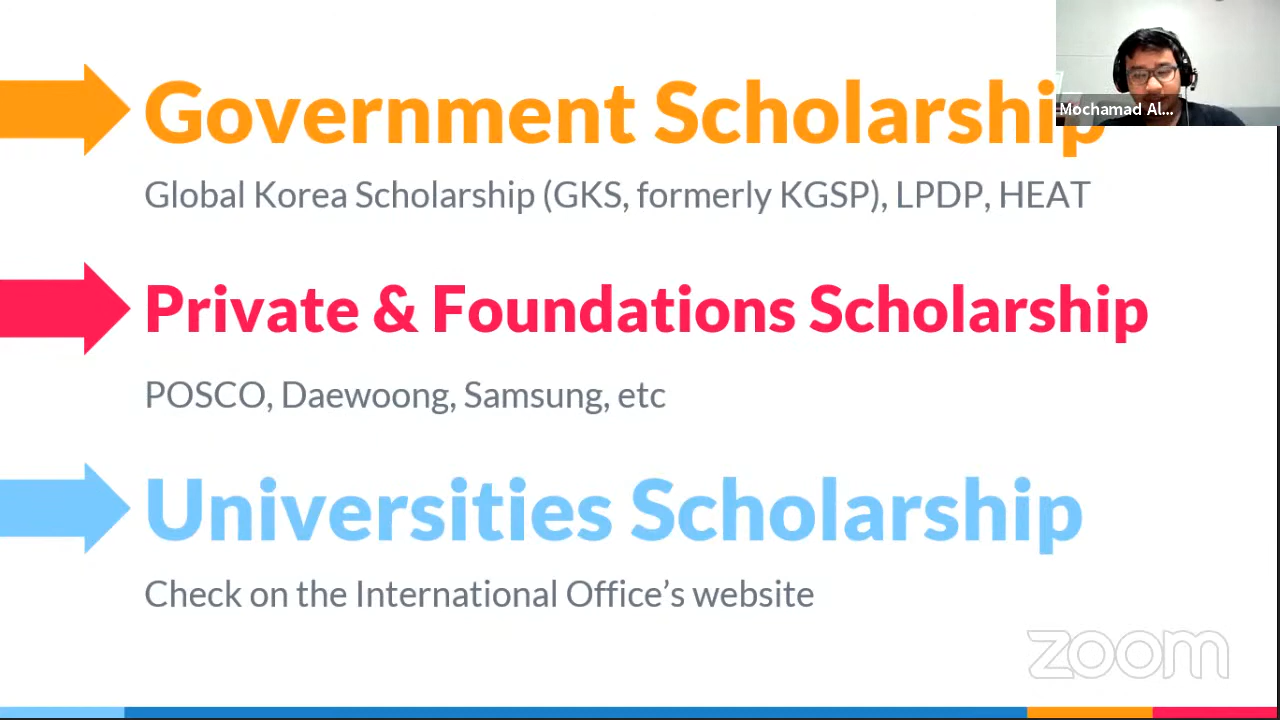 Government Scholarship
Mochamad Al...
Global Korea Scholarship (GKS, formerly KGSP), LPDP, HEAT
Private & Foundations Scholarship
POSCO, Daewoong, Samsung, etc
Universities Scholarship
Check on the International Office’s website
zoom